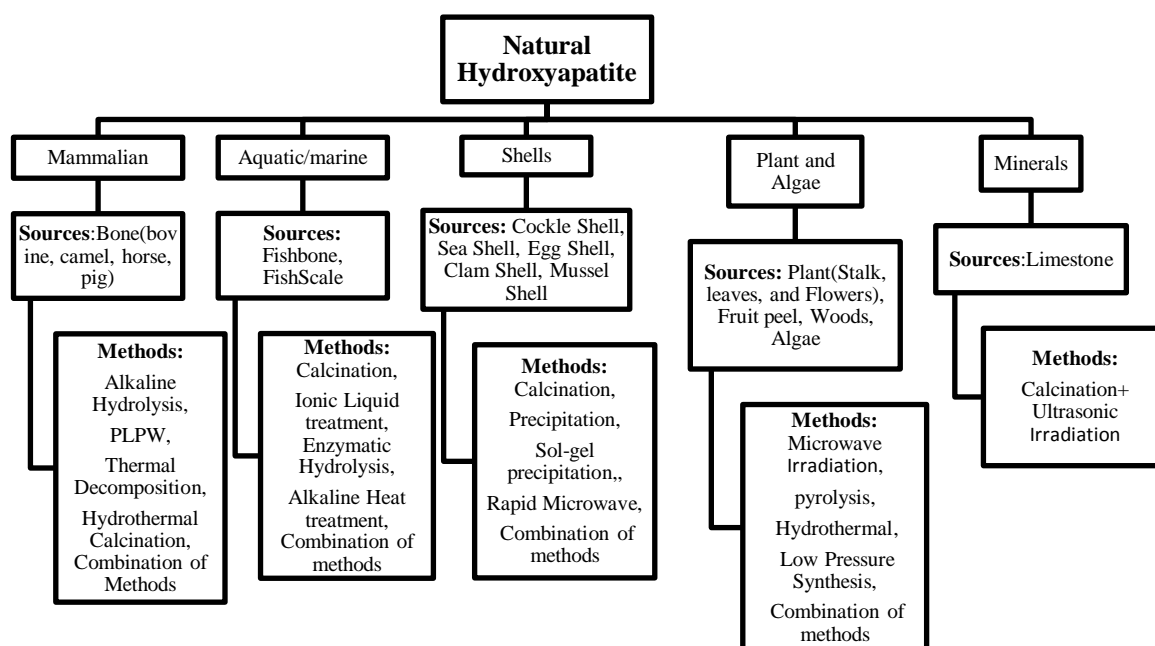 Natural
Hydroxyapatite
Mammalian
Aquatic/marine
Shells
Plant and
Algae
Minerals
Sources:Bone(bov
ine, camel, horse,
pig)
Sources:
Fishbone,
FishScale
Sources: Cockle Shell,
Sea Shell, Egg Shell,
Clam Shell, Mussel
Shell
Sources: Plant(Stalk,
leaves, and Flowers),
Fruit peel, Woods,
Algae
Sources:Limestone
Methods:
Alkaline
Hydrolysis,
PLPW,
Thermal
Decomposition,
Hydrothermal
Calcination,
Combination of
Methods
Methods:
Calcination,
Ionic Liquid
treatment,
Enzymatic
Hydrolysis,
Alkaline Heat
treatment,
Combination of
methods
Methods:
Calcination,
Precipitation,
Sol-gel
precipitation,,
Rapid Microwave,
Combination of
methods
Methods:
Microwave
Irradiation,
pyrolysis,
Hydrothermal,
Low Pressure
Synthesis,
Combination of
methods
Methods:
Calcination+
Ultrasonic
Irradiation